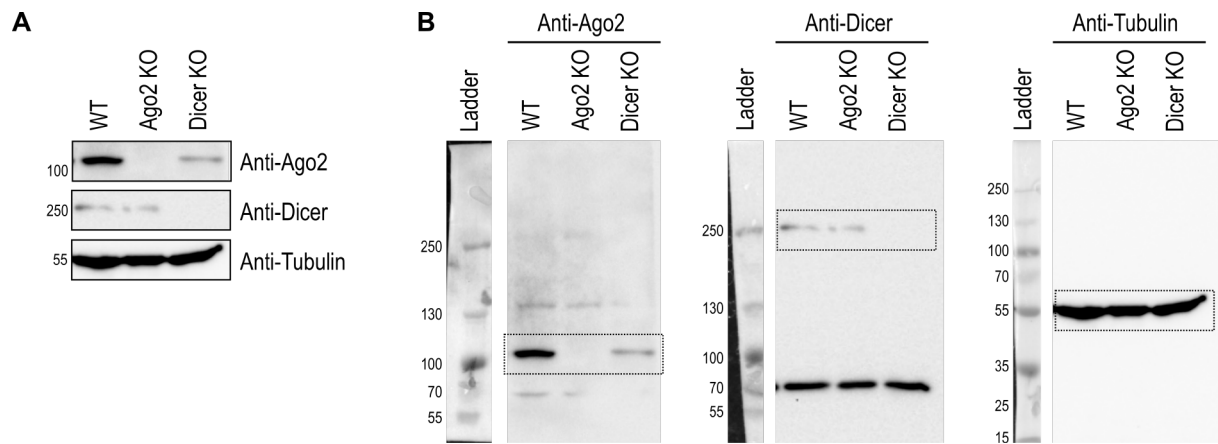 A
WT
Ago2 KO
Dicer KO
100
Anti-Ago2
250
Anti-Dicer
55
Anti-Tubulin
B
Anti-Ago2
Ladder
WT
Ago2 KO
Dicer KO
250
130
100
70
55
Anti-Dicer
Ladder
WT
Ago2 KO
Dicer KO
250
130
100
70
55
Anti-Tubulin
Ladder
WT
Ago2 KO
Dicer KO
250
130
100
70
55
35
25
15